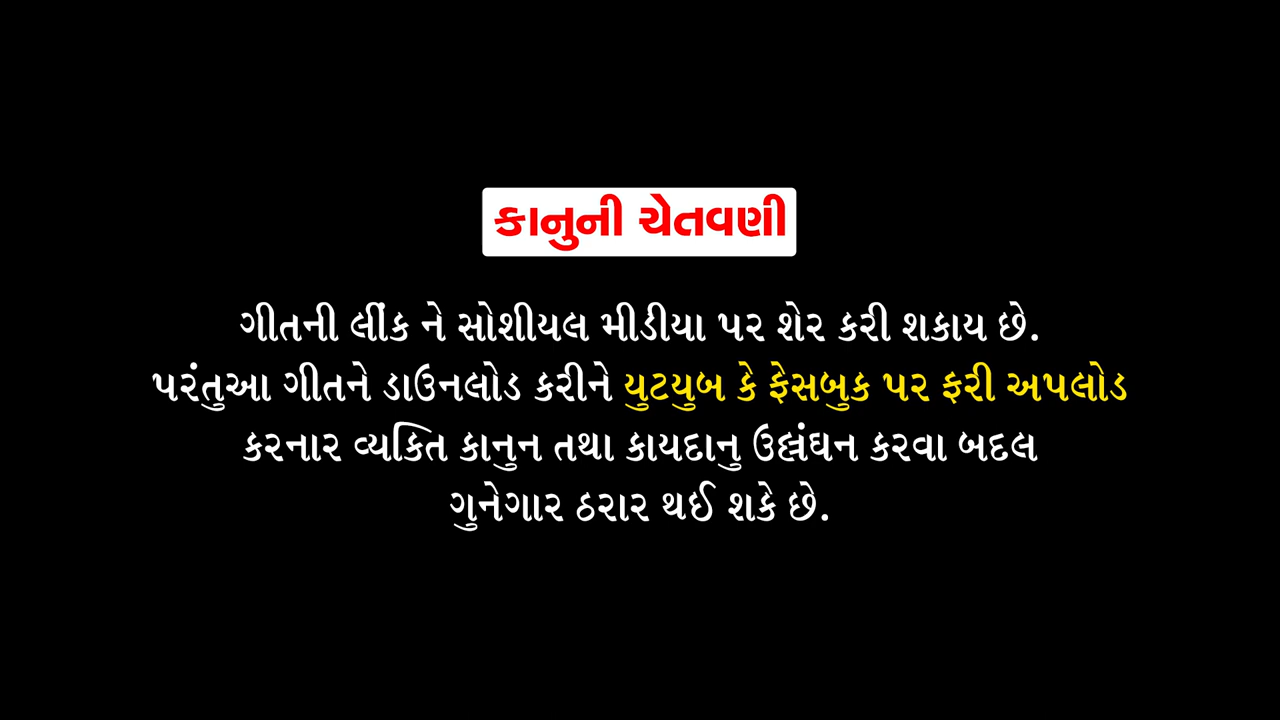 કાનુની ચેતવણી
ગીતની લીંક ને સોશીયલ મીડીયા પર શેર કરી શકાય છે.
પરંતુઆ ગીતને ડાઉનલોડ કરીને યુટયુબ કે ફેસબુક પર ફરી અપલોડ
કરનાર વ્યકિત કાનુન તથા કાયદાનુ ઉલ્લંઘન કરવા બદલ
ગુનેગાર ઠરાર થઈ શકે છે.